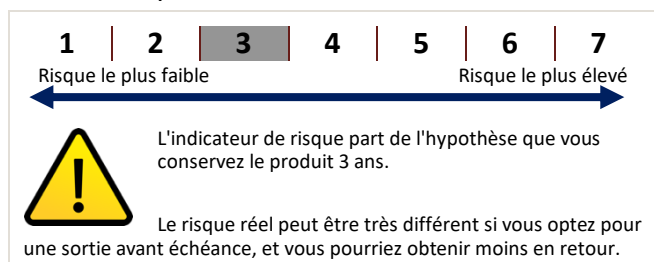 1 2 3 4 5 6 7
Risque le plus faible Risque le plus élevé
L'indicateur de risque part de l'hypothèse que vous
conservez le produit 3 ans.
Le risque réel peut être très différent si vous optez pour
une sortie avant échéance, et vous pourriez obtenir moins en retour.